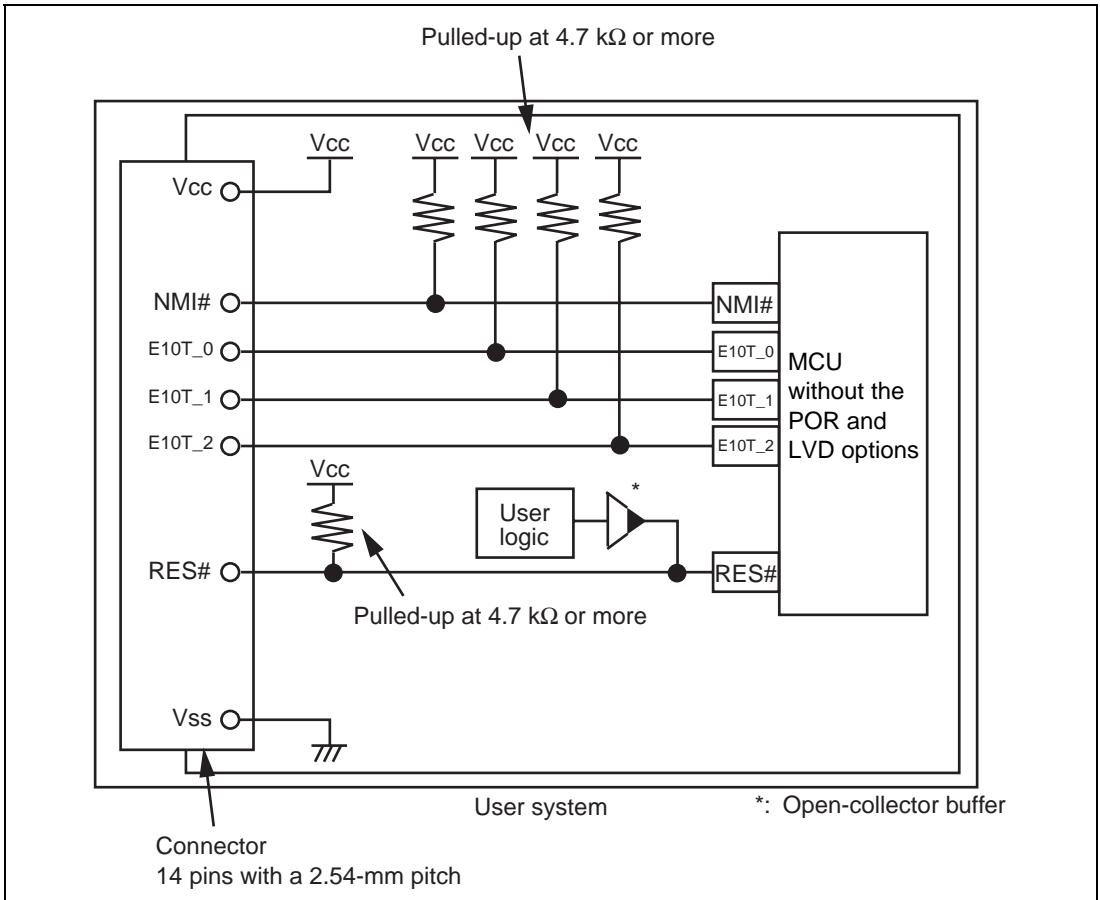 Pulled-up at 4.7 kΩ or more
Vcc
Vcc Vcc Vcc Vcc
Vcc
NMI#
NMI#
E10T_0
E10T_0
E10T_1
E10T_1
E10T_2
E10T_2
MCU
without the
POR and
LVD options
Vcc
*
User
logic
RES#
RES#
Pulled-up at 4.7 kΩ or more
Vss
User system
*: Open-collector buffer
Connector
14 pins with a 2.54-mm pitch